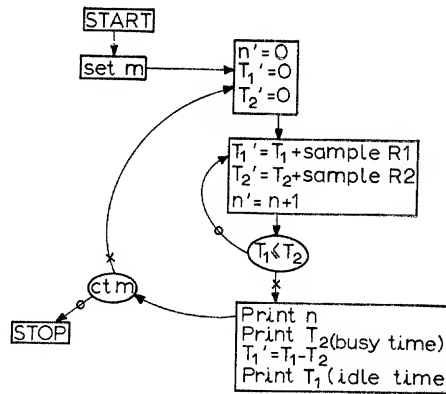 START
set m
n'=0
T₁'=0
T₂'=0
T₁'=T₁+sample R1
T₂'=T₂+sample R2
n'=n+1
T₁⩽T₂
ctm
STOP
Print n
Print T₂(busy time)
T₁'=T₁-T₂
Print T₁(idle time